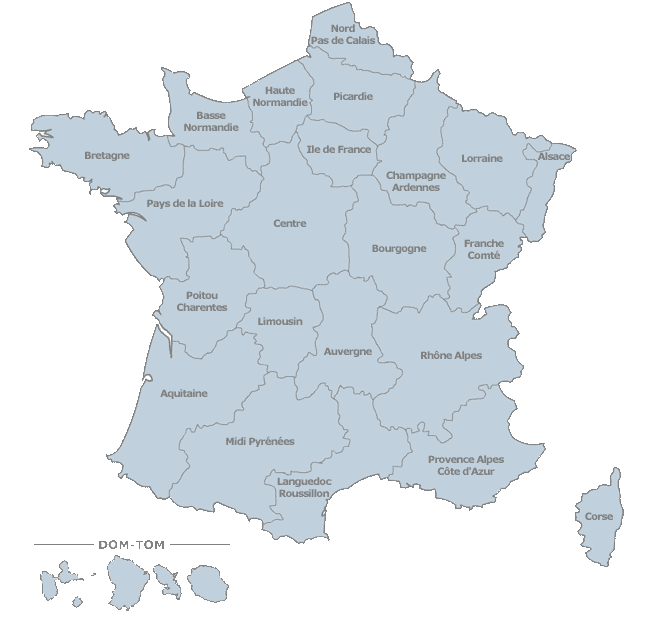 Nord
Pas de Calais
Haute
Normandie
Picardie
Basse
Normandie
Ile de France
Bretagne
Lorraine
Alsace
Champagne
Ardennes
Pays de la Loire
Centre
Bourgogne
Franche
Comté
Poitou
Charentes
Limousin
Auvergne
Rhône Alpes
Aquitaine
Midi Pyrénées
Provence Alpes
Côte d'Azur
Languedoc
Roussillon
Corse
DOM-TOM